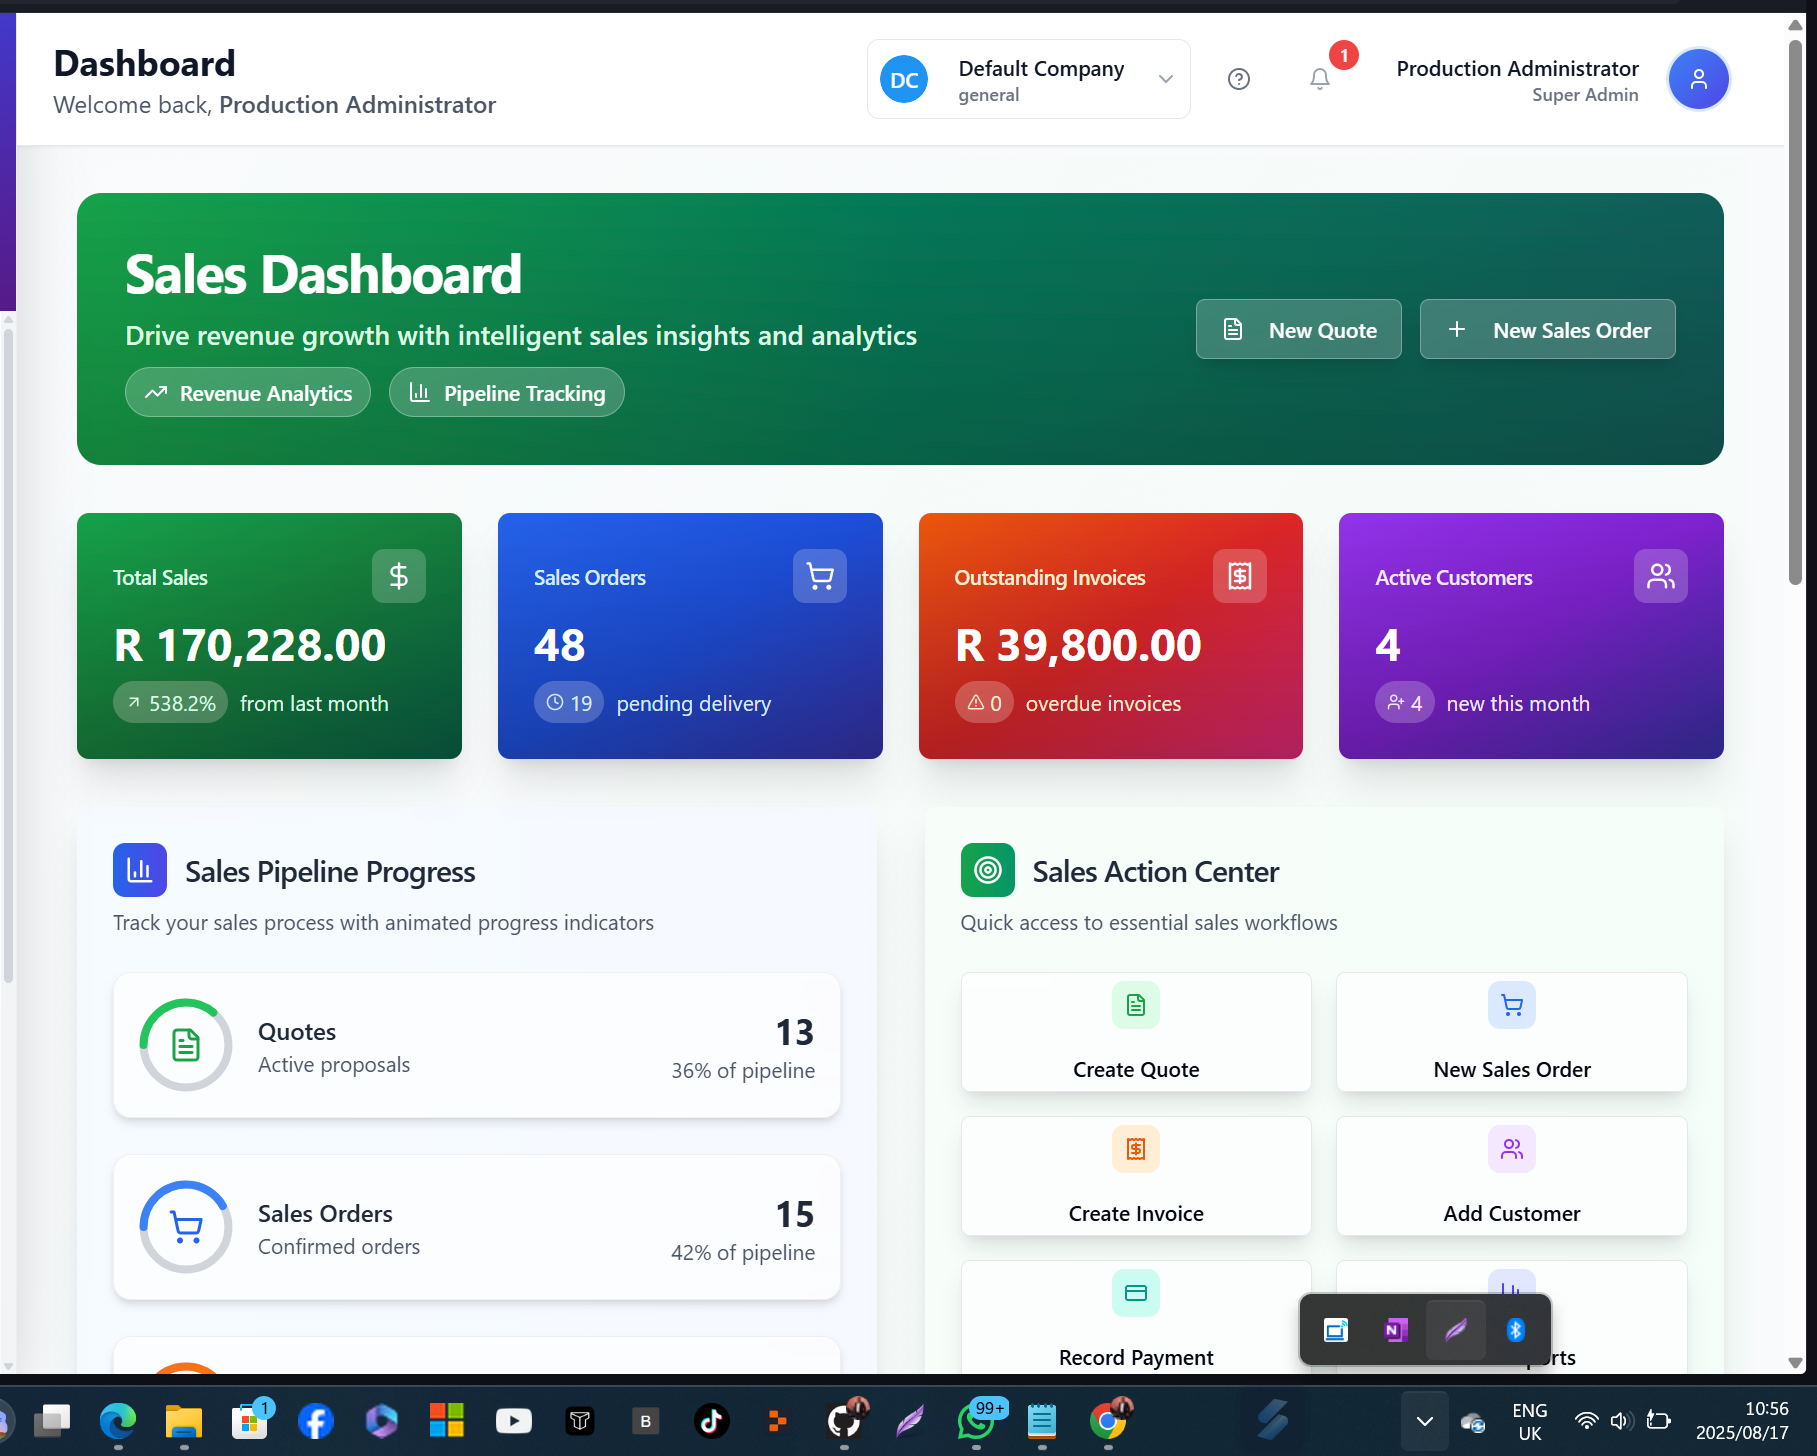 Dashboard
Welcome back, Production Administrator
DC
Default Company
general
1
Production Administrator
Super Admin
Sales Dashboard
Drive revenue growth with intelligent sales insights and analytics
Revenue Analytics
Pipeline Tracking
New Quote
New Sales Order
Total Sales
R 170,228.00
538.2% from last month
Sales Orders
48
19 pending delivery
Outstanding Invoices
R 39,800.00
0 overdue invoices
Active Customers
4
4 new this month
Sales Pipeline Progress
Track your sales process with animated progress indicators
Quotes
Active proposals
13
36% of pipeline
Sales Orders
Confirmed orders
15
42% of pipeline
Sales Action Center
Quick access to essential sales workflows
Create Quote
New Sales Order
Create Invoice
Add Customer
Record Payment
1
B
99+
ENG
UK
10:56
2025/08/17